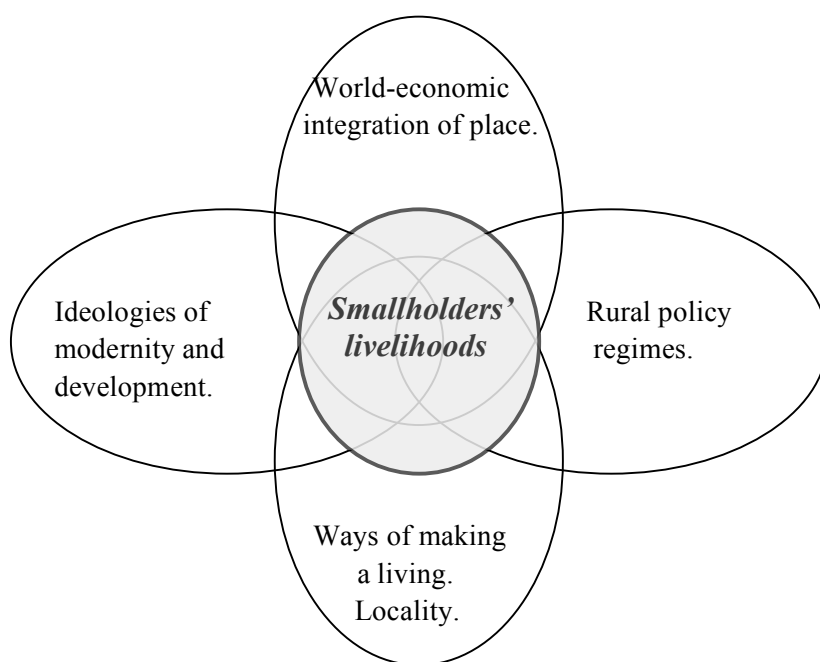 World-economic
integration of place.
Ideologies of
modernity and
development.
Smallholders’
livelihoods
Rural policy
regimes.
Ways of making
a living.
Locality.